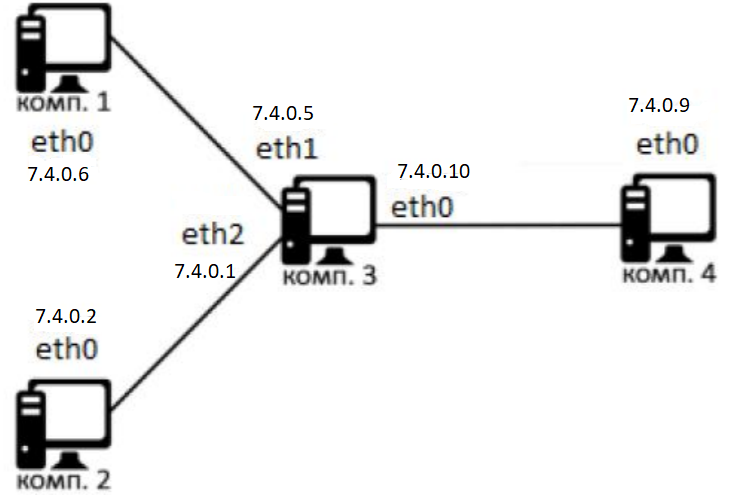 комп. 1
eth0
7.4.0.6
7.4.0.5
eth1
7.4.0.9
eth0
7.4.0.10
eth0
eth2
7.4.0.1
комп. 3
комп. 4
7.4.0.2
eth0
комп. 2